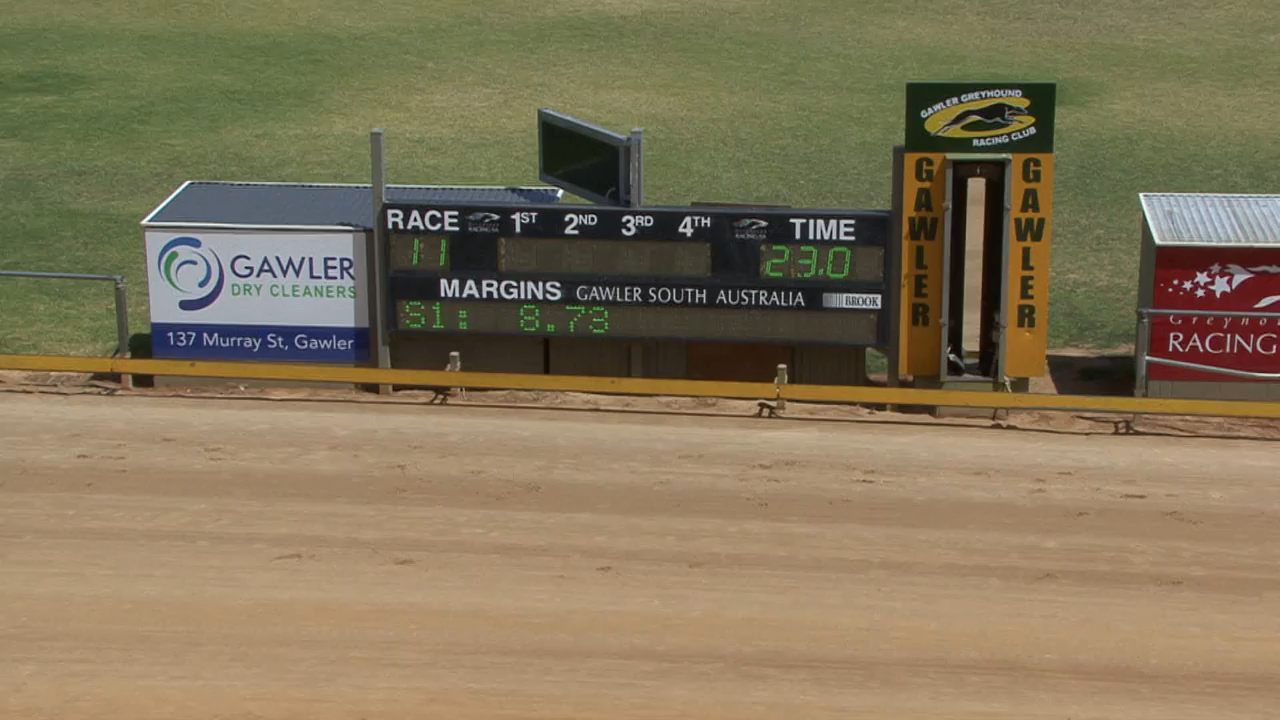 GAWLER GREYHOUND
RACING CLUB
GAWLER
GAWLER
RACE 1ST 2ND 3RD 4TH TIME
11 23.0
MARGINS GAWLER SOUTH AUSTRALIA BROOK
S1: 8.73
GAWLER
DRY CLEANERS
137 Murray St, Gawler
RACING